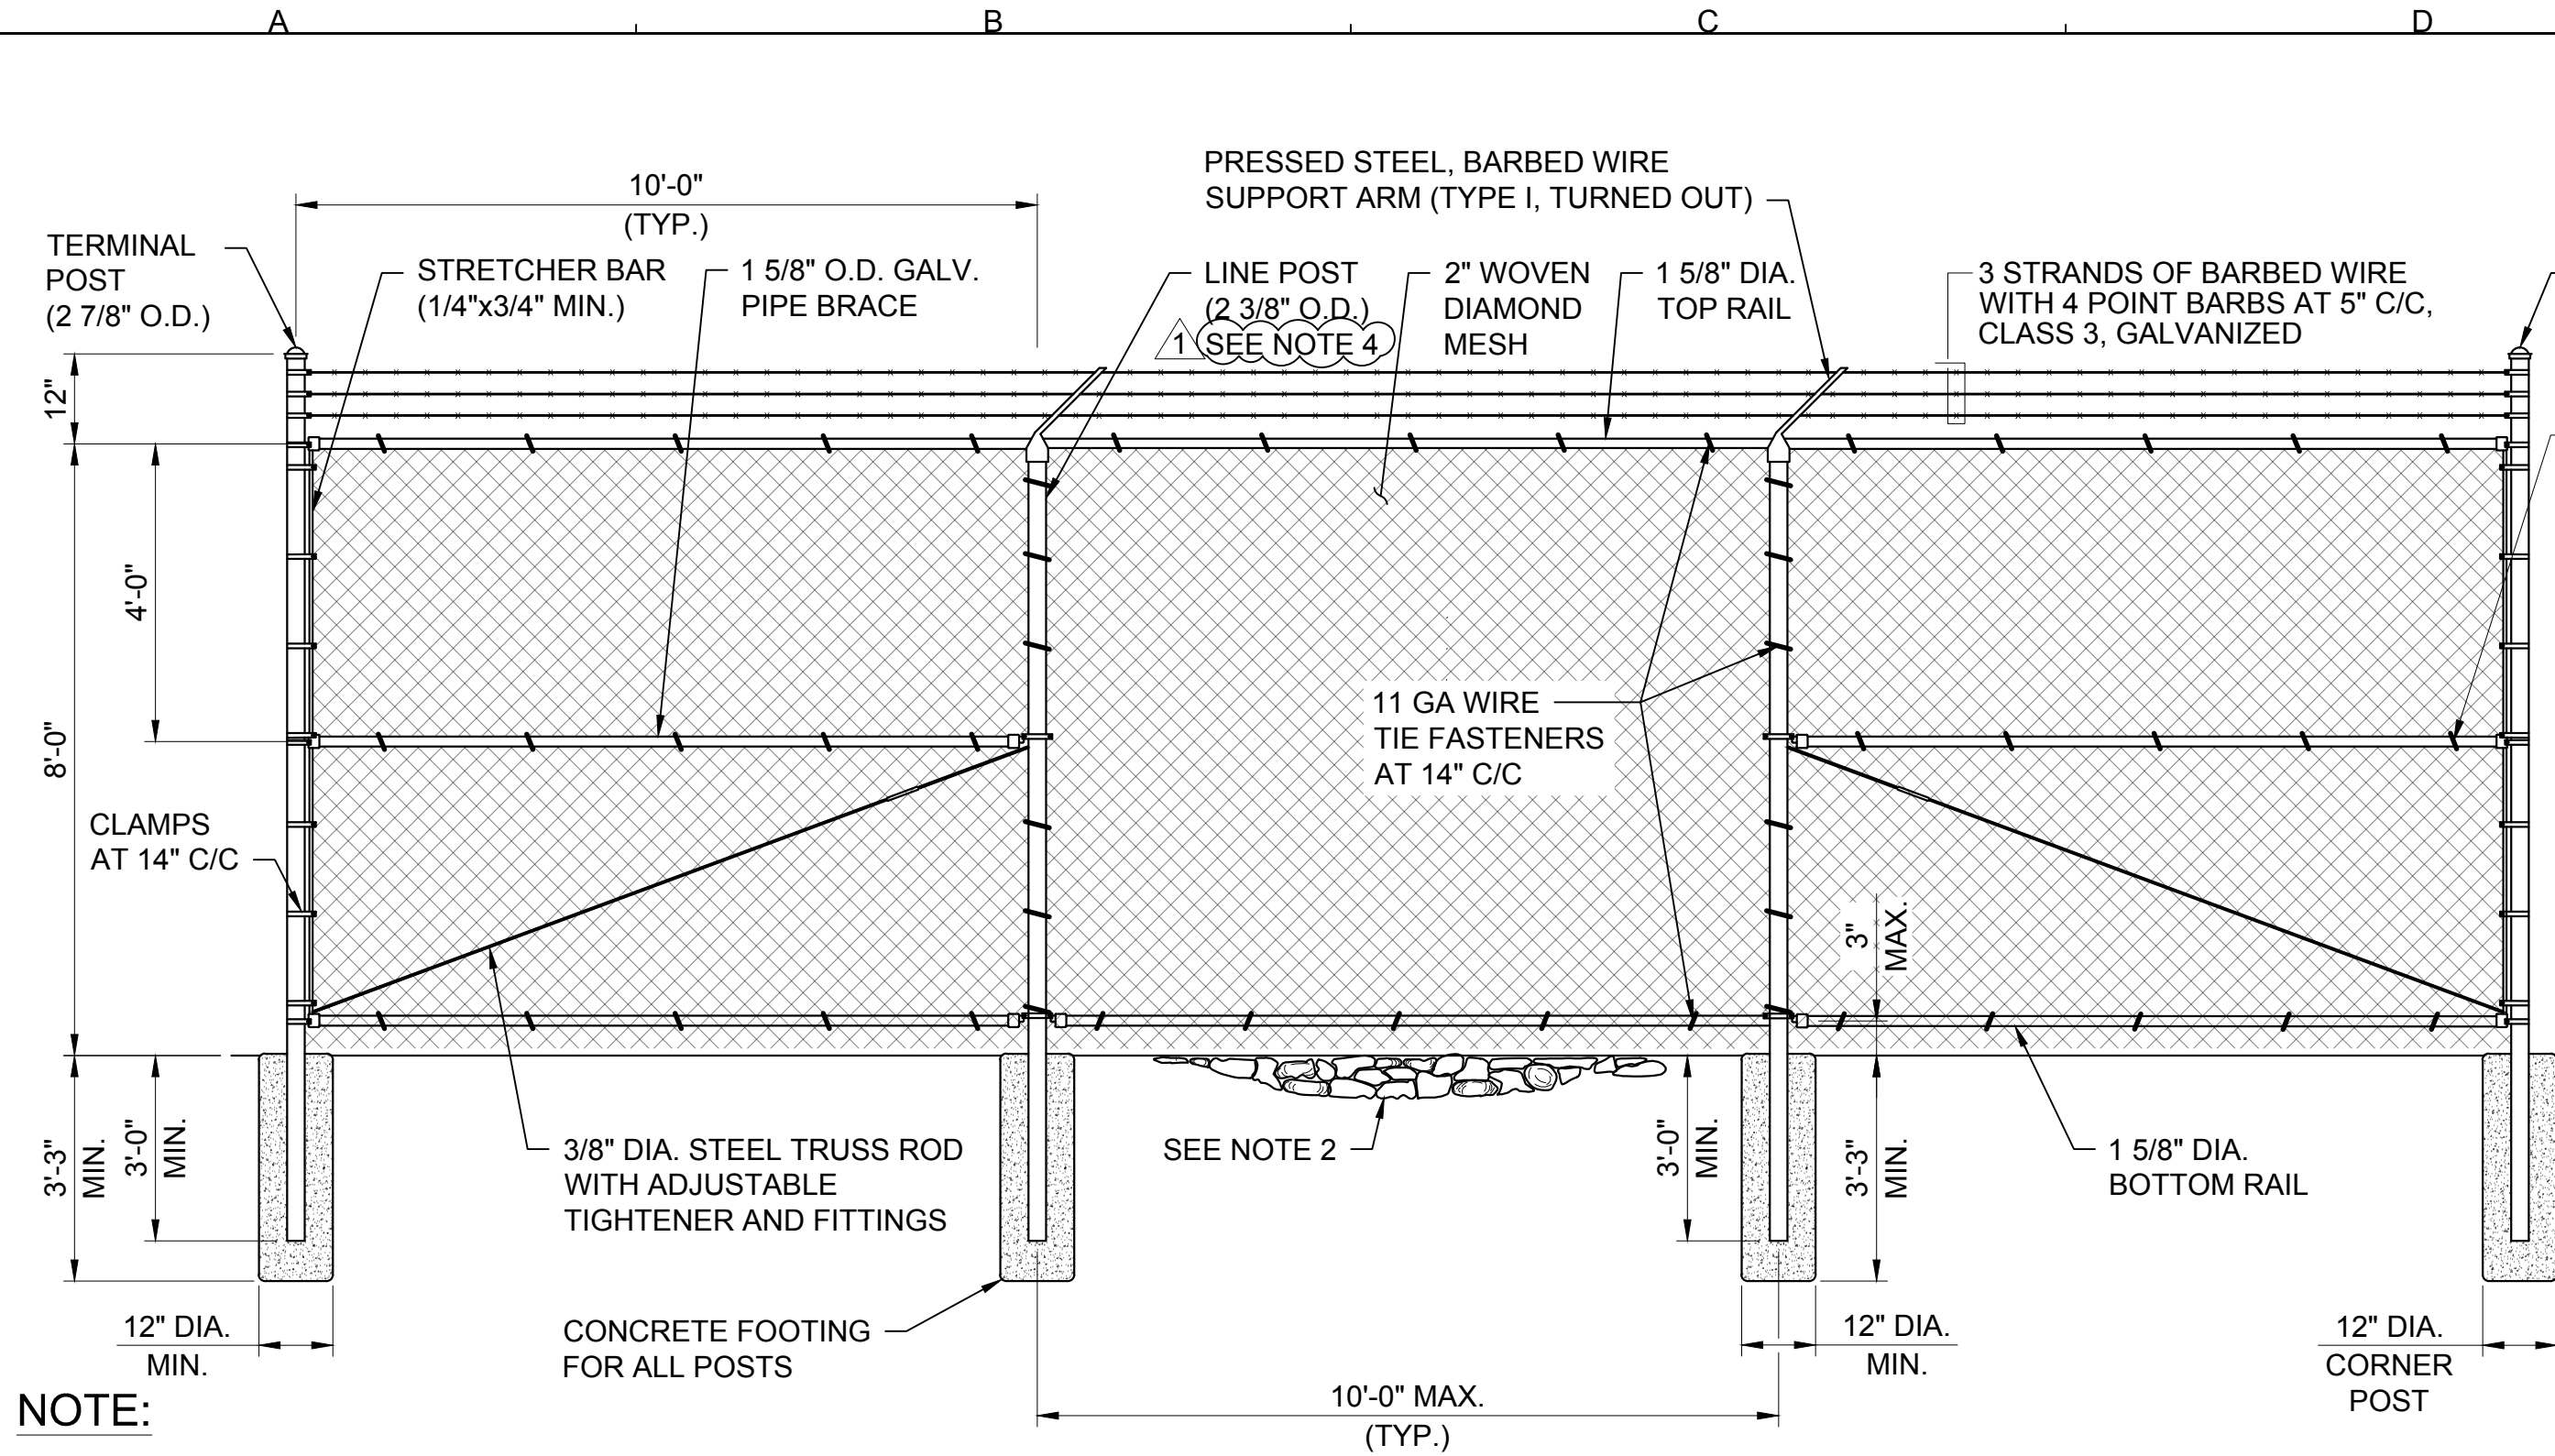 A
B
C
D
PRESSED STEEL, BARBED WIRE
SUPPORT ARM (TYPE I, TURNED OUT)
10'-0"
(TYP.)
TERMINAL
POST
(2 7/8" O.D.)
STRETCHER BAR
(1/4"x3/4" MIN.)
1 5/8" O.D. GALV.
PIPE BRACE
LINE POST
(2 3/8" O.D.)
1
SEE NOTE 4
2" WOVEN
DIAMOND
MESH
1 5/8" DIA.
TOP RAIL
3 STRANDS OF BARBED WIRE
WITH 4 POINT BARBS AT 5" C/C,
CLASS 3, GALVANIZED
12"
4'-0"
8'-0"
11 GA WIRE
TIE FASTENERS
AT 14" C/C
CLAMPS
AT 14" C/C
3"
MAX.
3'-3"
MIN.
3'-0"
MIN.
3/8" DIA. STEEL TRUSS ROD
WITH ADJUSTABLE
TIGHTENER AND FITTINGS
SEE NOTE 2
3'-0"
MIN.
3'-3"
MIN.
1 5/8" DIA.
BOTTOM RAIL
12" DIA.
MIN.
CONCRETE FOOTING
FOR ALL POSTS
12" DIA.
MIN.
12" DIA.
CORNER
POST
10'-0" MAX.
(TYP.)
NOTE: